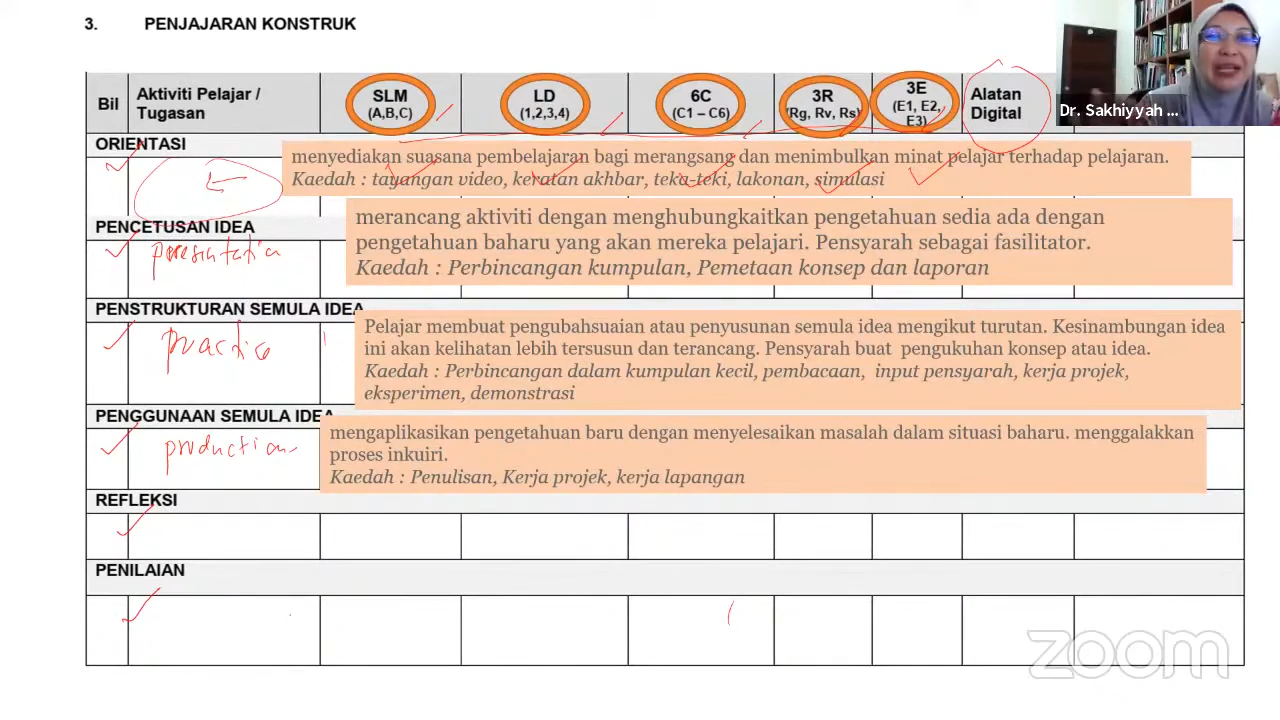 3. PENJAJARAN KONSTRUK
Dr. Sakhiyyah ...
Bil
Aktiviti Pelajar /
Tugasan
SLM
(A,B,C)
LD
(1,2,3,4)
6C
(C1 – C6)
3R
(Rg, Rv, Rs)
3E
(E1, E2,
E3)
Alatan
Digital
ORIENTASI
menyediakan suasana pembelajaran bagi merangsang dan menimbulkan minat pelajar terhadap pelajaran.
Kaedah : tayangan video, keratan akhbar, teka-teki, lakonan, simulasi
PENCETUSAN IDEA
presentation
merancang aktiviti dengan menghubungkaitkan pengetahuan sedia ada dengan
pengetahuan baharu yang akan mereka pelajari. Pensyarah sebagai fasilitator.
Kaedah : Perbincangan kumpulan, Pemetaan konsep dan laporan
PENSTRUKTURAN SEMULA IDEA
practice
Pelajar membuat pengubahsuaian atau penyusunan semula idea mengikut turutan. Kesinambungan idea
ini akan kelihatan lebih tersusun dan terancang. Pensyarah buat pengukuhan konsep atau idea.
Kaedah : Perbincangan dalam kumpulan kecil, pembacaan, input pensyarah, kerja projek,
eksperimen, demonstrasi
PENGGUNAAN SEMULA IDEA
production
mengaplikasikan pengetahuan baru dengan menyelesaikan masalah dalam situasi baharu. menggalakkan
proses inkuiri.
Kaedah : Penulisan, Kerja projek, kerja lapangan
REFLEKSI
PENILAIAN
zoom